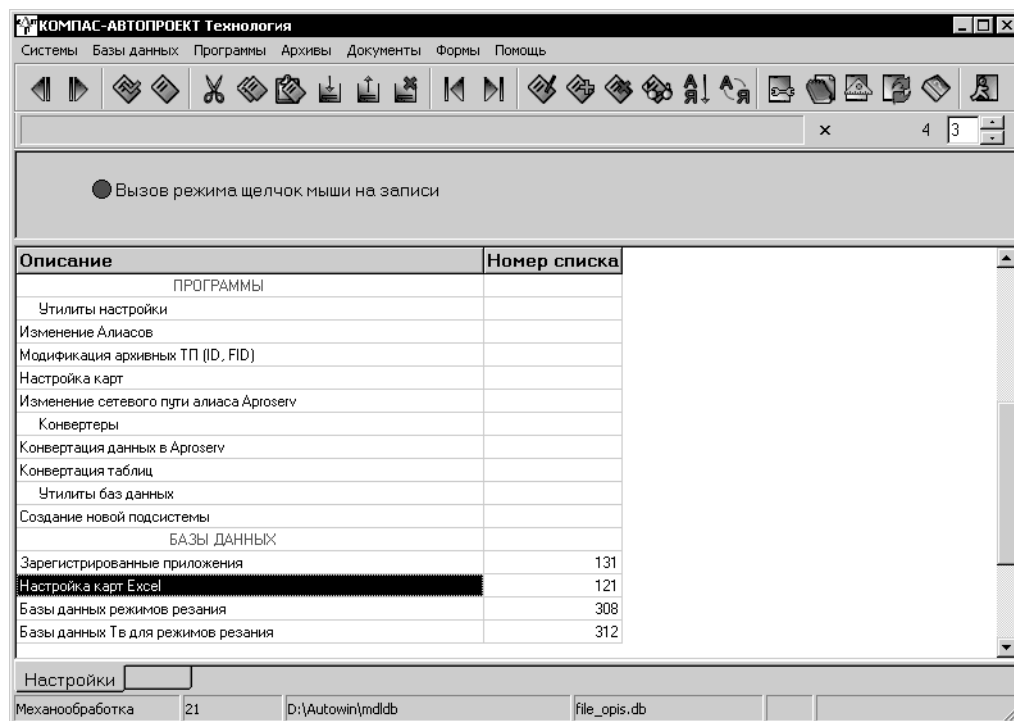 КОМПАС-АВТОПРОЕКТ Технология
Системы Базы данных Программы Архивы Документы Формы Помощь
4 3
Вызов режима щелчок мыши на записи
Описание Номер списка
ПРОГРАММЫ
Утилиты настройки
Изменение Алиасов
Модификация архивных ТП (ID, FID)
Настройка карт
Изменение сетевого пути алиаса Aproserv
Конвертеры
Конвертация данных в Aproserv
Конвертация таблиц
Утилиты баз данных
Создание новой подсистемы
БАЗЫ ДАННЫХ
Зарегистрированные приложения 131
Настройка карт Excel 121
Базы данных режимов резания 308
Базы данных Тв для режимов резания 312
Настройки
Механообработка 21 D:\Autowin\mdldb file_opis.db